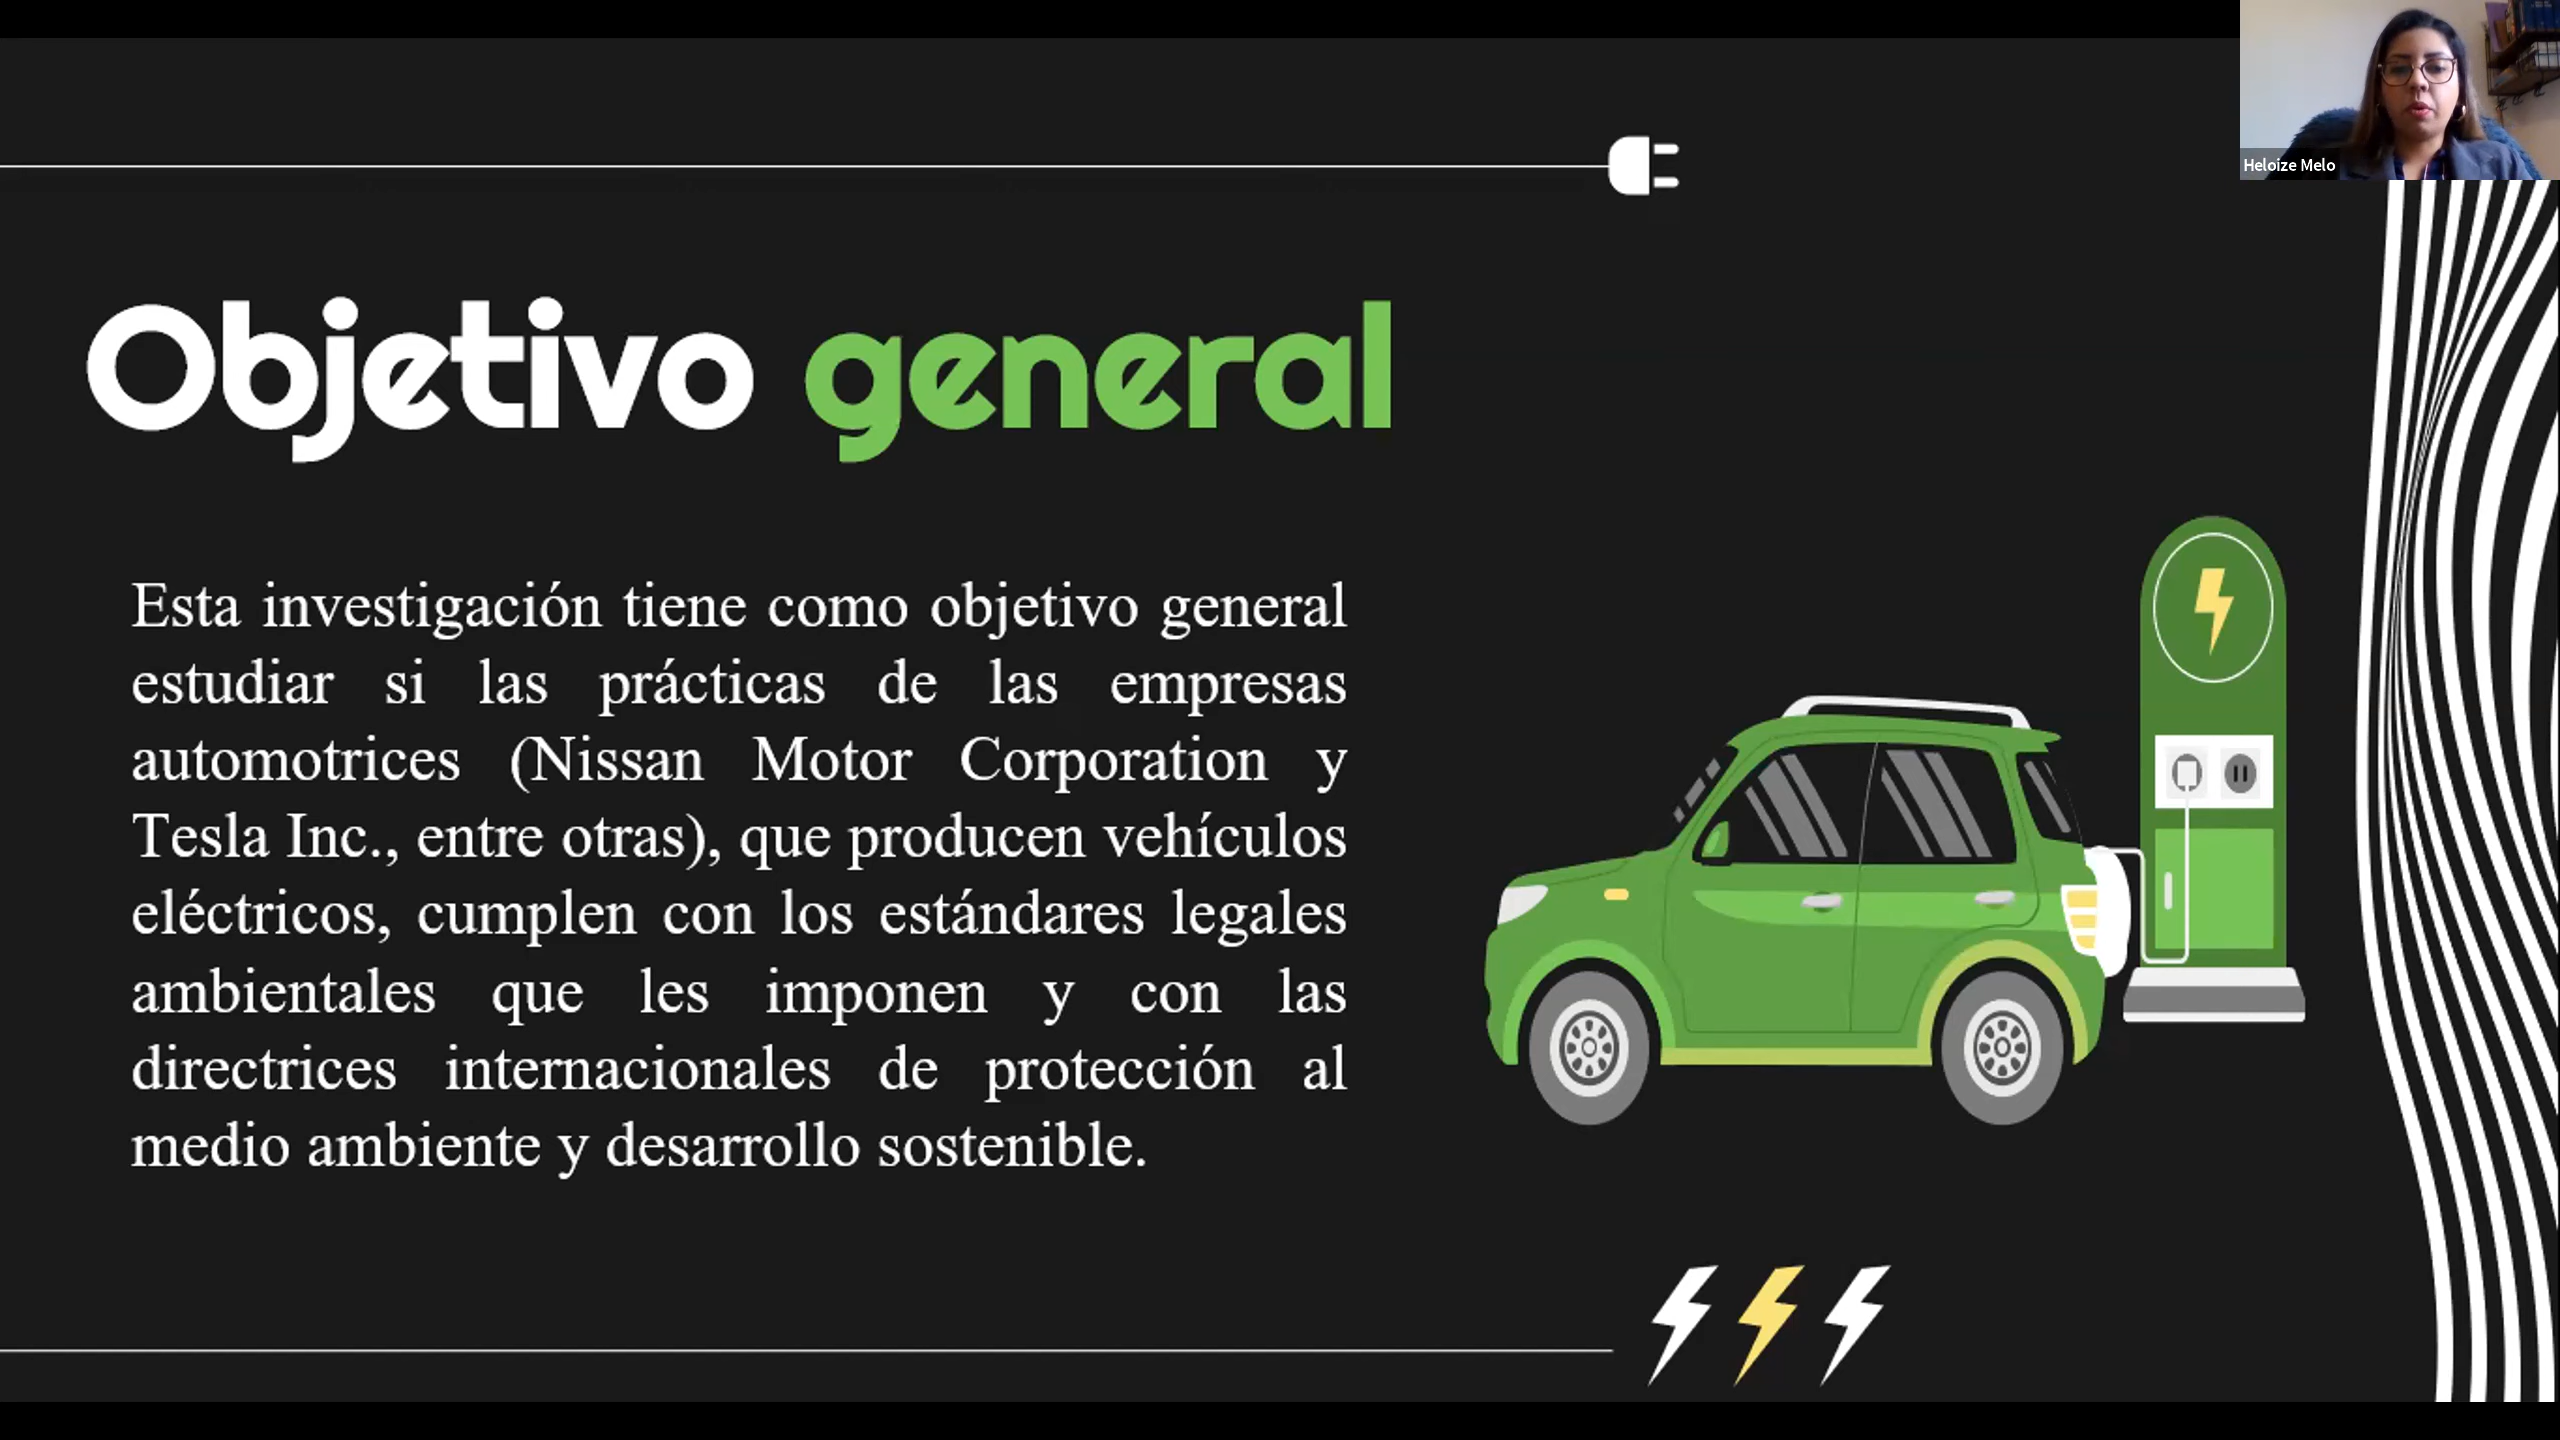 Heloize Melo
Objetivo general
Esta investigación tiene como objetivo general
estudiar si las prácticas de las empresas
automotrices (Nissan Motor Corporation y
Tesla Inc., entre otras), que producen vehículos
eléctricos, cumplen con los estándares legales
ambientales que les imponen y con las
directrices internacionales de protección al
medio ambiente y desarrollo sostenible.